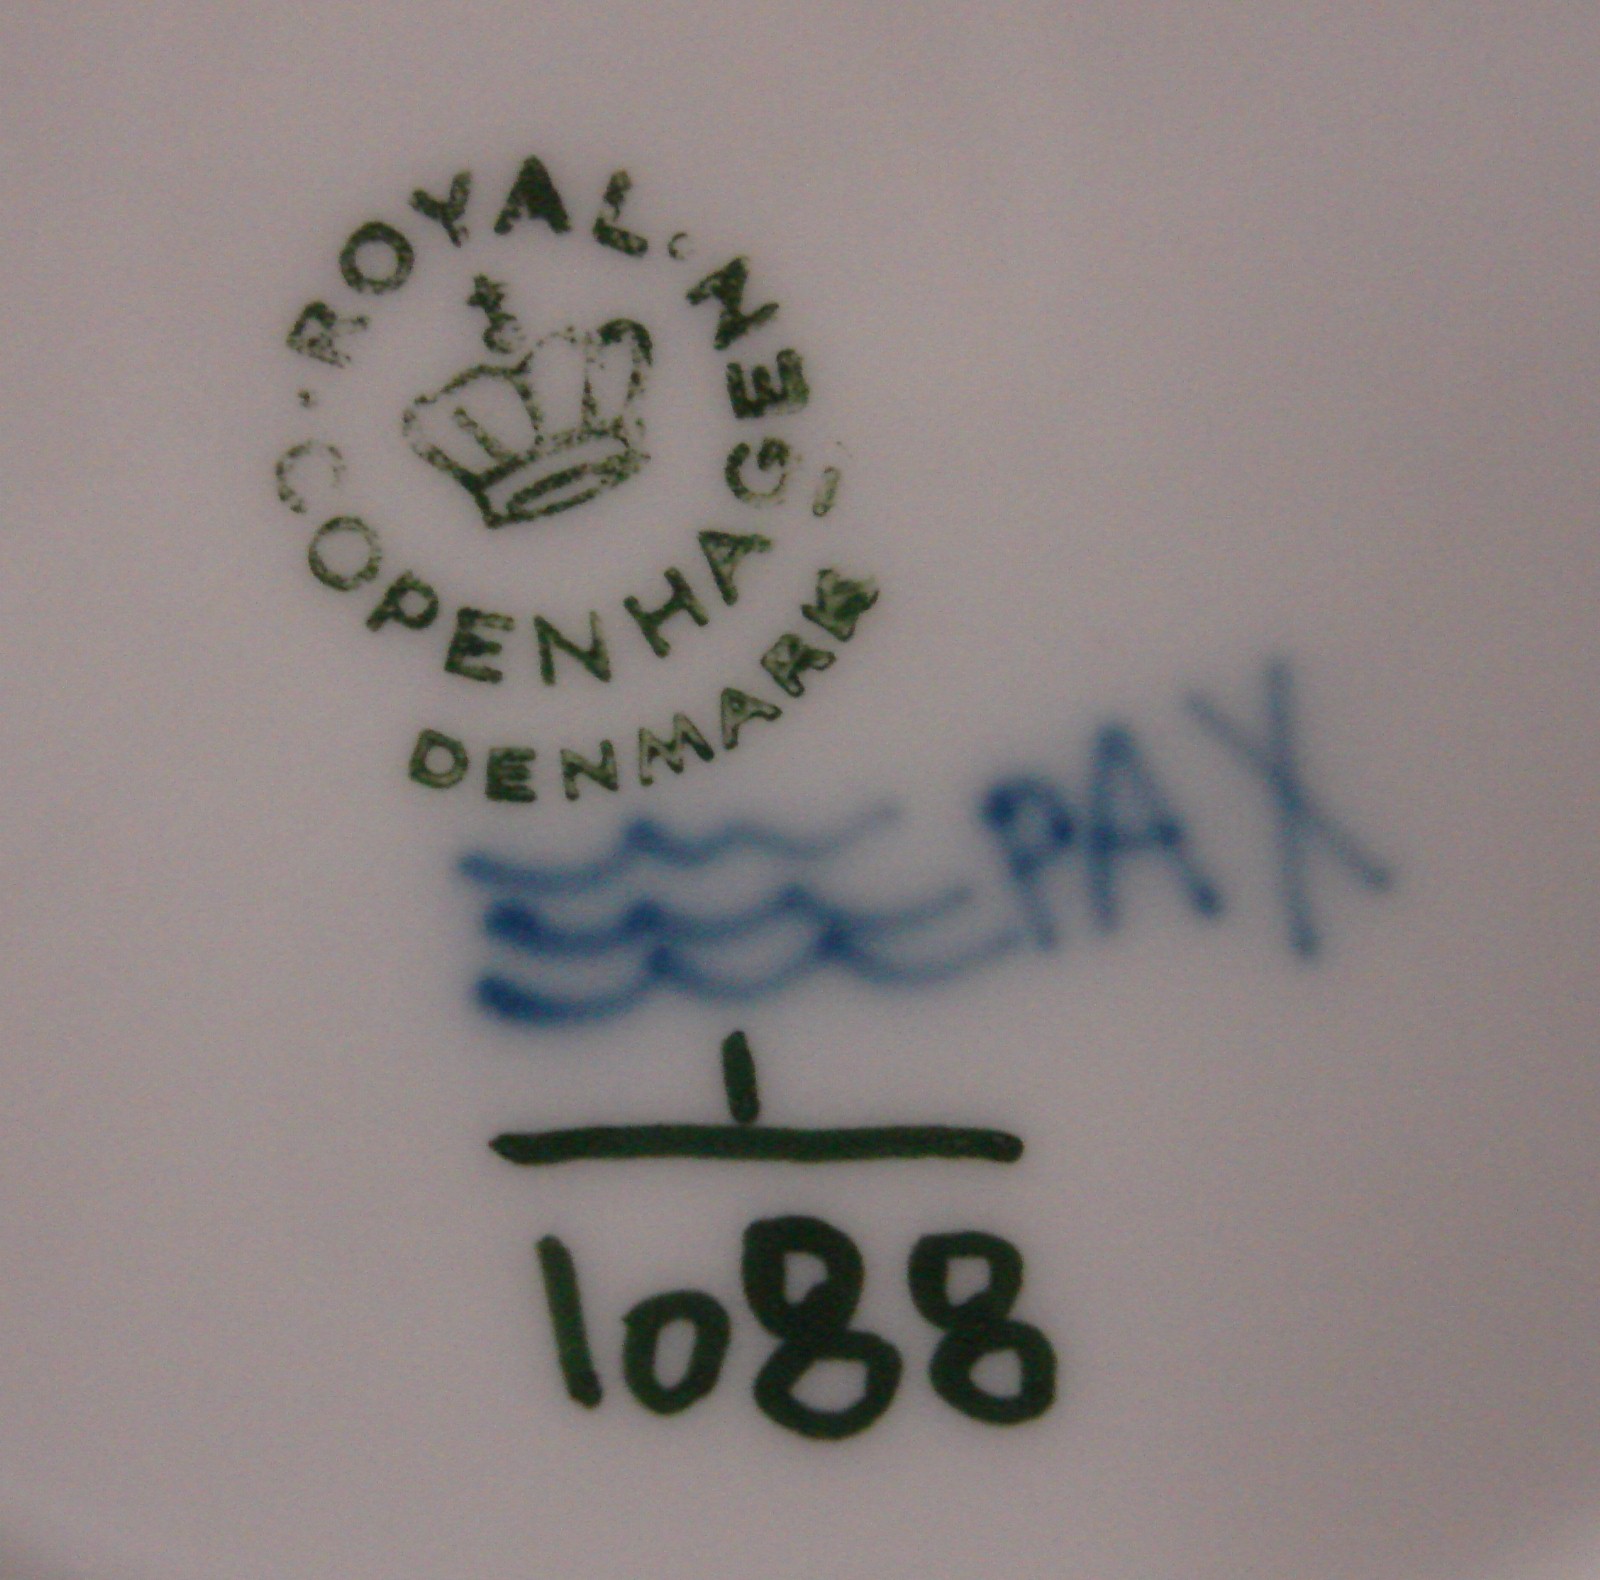 ROYAL COPENHAGEN
DENMARK
PAX
1
1088